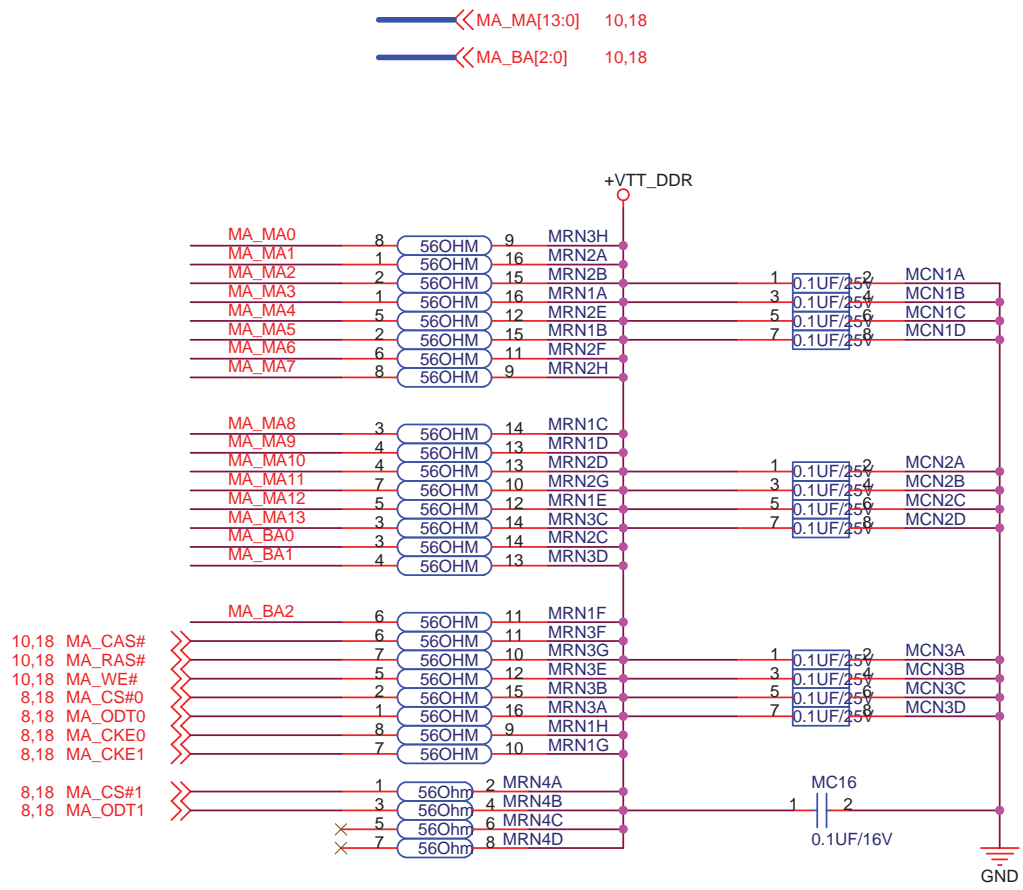 MA_MA[13:0] 10,18
MA_BA[2:0] 10,18
+VTT_DDR
MA_MA0 8 56OHM 9 MRN3H
MA_MA1 1 56OHM 16 MRN2A
MA_MA2 2 56OHM 15 MRN2B 1 0.1UF/25V 2 MCN1A
MA_MA3 1 56OHM 16 MRN1A 3 0.1UF/25V 4 MCN1B
MA_MA4 5 56OHM 12 MRN2E 5 0.1UF/25V 6 MCN1C
MA_MA5 2 56OHM 15 MRN1B 7 0.1UF/25V 8 MCN1D
MA_MA6 6 56OHM 11 MRN2F
MA_MA7 8 56OHM 9 MRN2H
MA_MA8 3 56OHM 14 MRN1C
MA_MA9 4 56OHM 13 MRN1D
MA_MA10 4 56OHM 13 MRN2D 1 0.1UF/25V 2 MCN2A
MA_MA11 7 56OHM 10 MRN2G 3 0.1UF/25V 4 MCN2B
MA_MA12 5 56OHM 12 MRN1E 5 0.1UF/25V 6 MCN2C
MA_MA13 3 56OHM 14 MRN3C 7 0.1UF/25V 8 MCN2D
MA_BA0 3 56OHM 14 MRN2C
MA_BA1 4 56OHM 13 MRN3D
MA_BA2 6 56OHM 11 MRN1F
10,18 MA_CAS# 6 56OHM 11 MRN3F
10,18 MA_RAS# 7 56OHM 10 MRN3G 1 0.1UF/25V 2 MCN3A
10,18 MA_WE# 5 56OHM 12 MRN3E 3 0.1UF/25V 4 MCN3B
8,18 MA_CS#0 2 56OHM 15 MRN3B 5 0.1UF/25V 6 MCN3C
8,18 MA_ODT0 1 56OHM 16 MRN3A 7 0.1UF/25V 8 MCN3D
8,18 MA_CKE0 8 56OHM 9 MRN1H
8,18 MA_CKE1 7 56OHM 10 MRN1G
8,18 MA_CS#1 1 56Ohm 2 MRN4A MC16
8,18 MA_ODT1 3 56Ohm 4 MRN4B 1 2
5 56Ohm 6 MRN4C 0.1UF/16V
7 56Ohm 8 MRN4D
GND